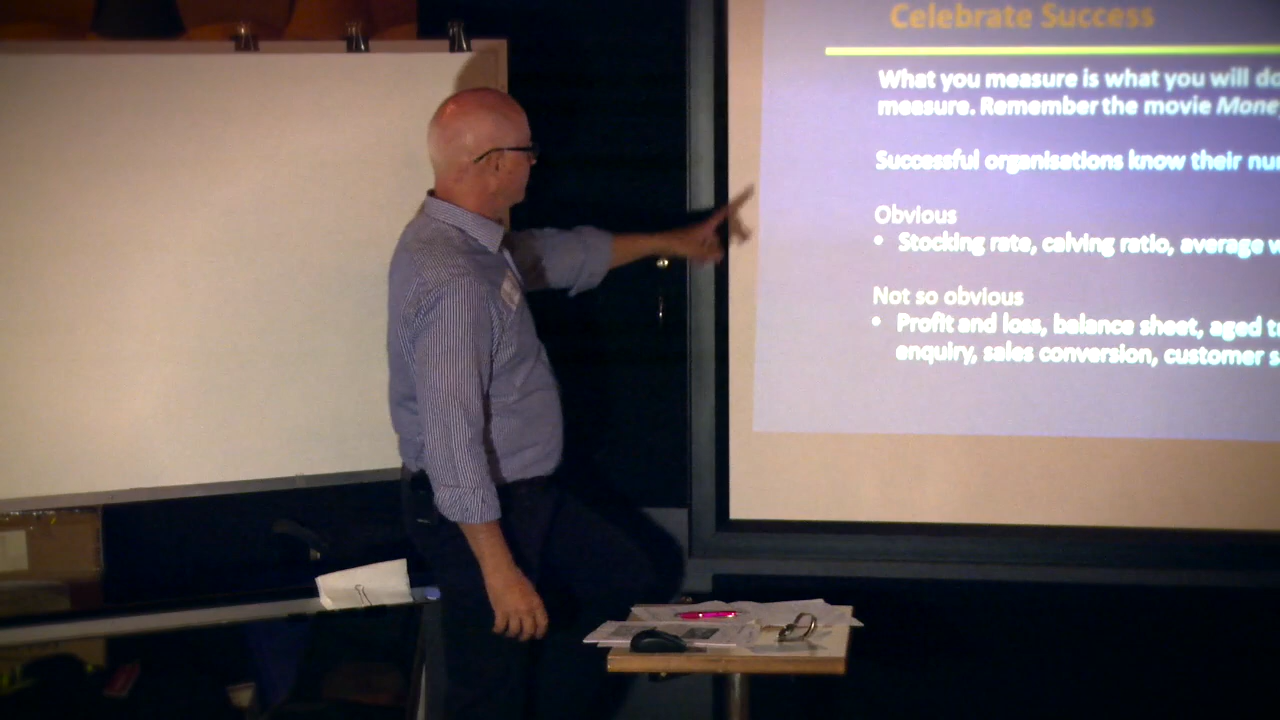 Celebrate Success
What you measure is what you will do
measure. Remember the movie
Successful organisations know their
Obvious
• Stocking rate, calving ratio, average
Not so obvious
• Profit and loss, balance sheet, aged
enquiry, sales conversion, customer